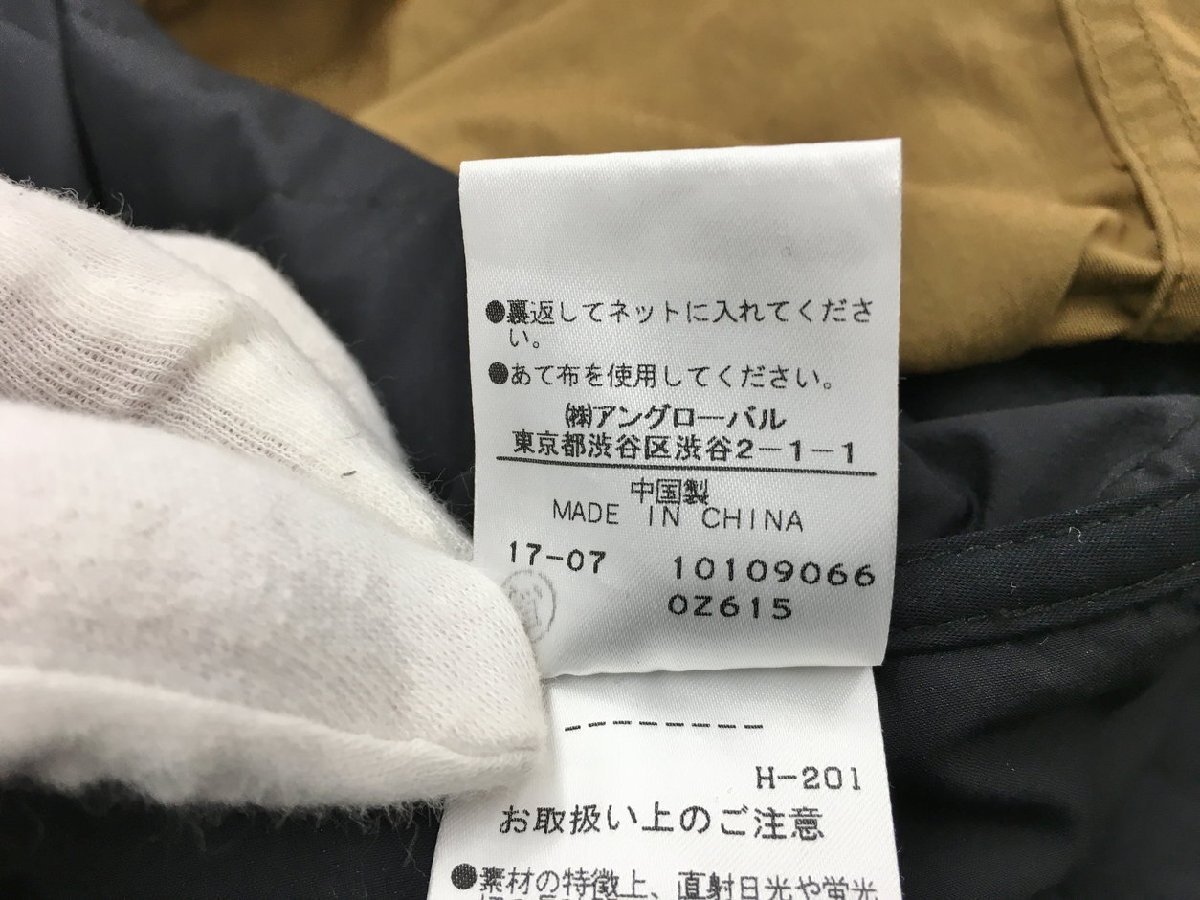 ●裏返してネットに入れてくださ
い。
●あて布を使用してください。
㈱アングローバル
東京都渋谷区渋谷2-1-1
中国製
MADE IN CHINA
17-07 10109066
0Z615
--------
H-201
お取扱い上のご注意
●素材の特徴上、直射日光や蛍光